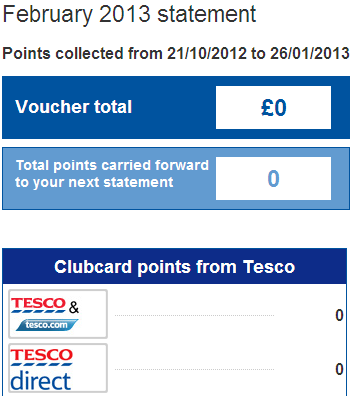 February 2013 statement
Points collected from 21/10/2012 to 26/01/2013
Voucher total £0
Total points carried forward
to your next statement 0
Clubcard points from Tesco
TESCO &
tesco.com 0
TESCO
direct 0